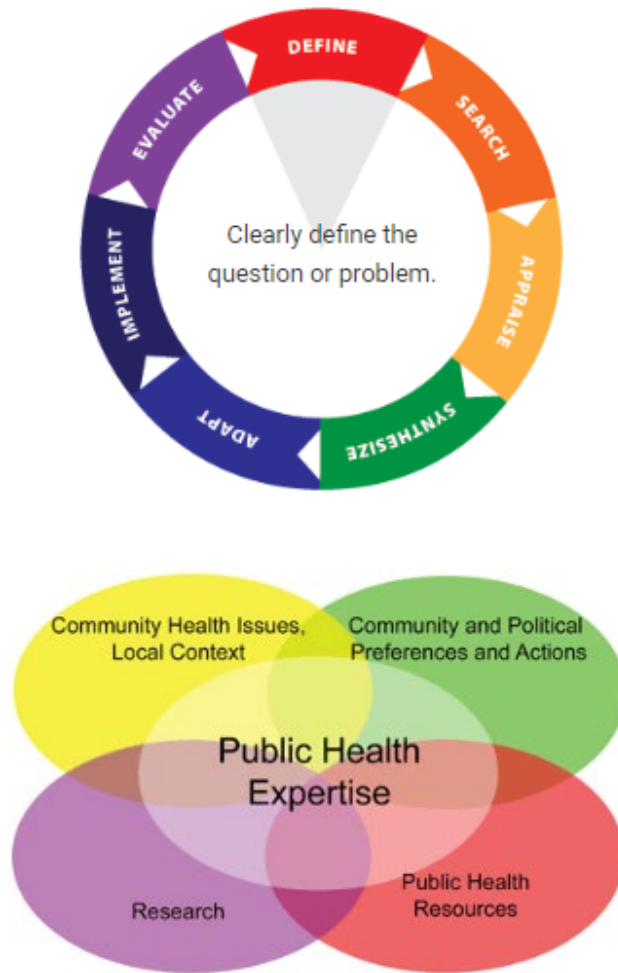 DEFINE
SEARCH
APPRAISE
SYNTHESIZE
ADAPT
IMPLEMENT
EVALUATE
Clearly define the
question or problem.
Community Health Issues,
Local Context
Community and Political
Preferences and Actions
Public Health
Expertise
Research
Public Health
Resources